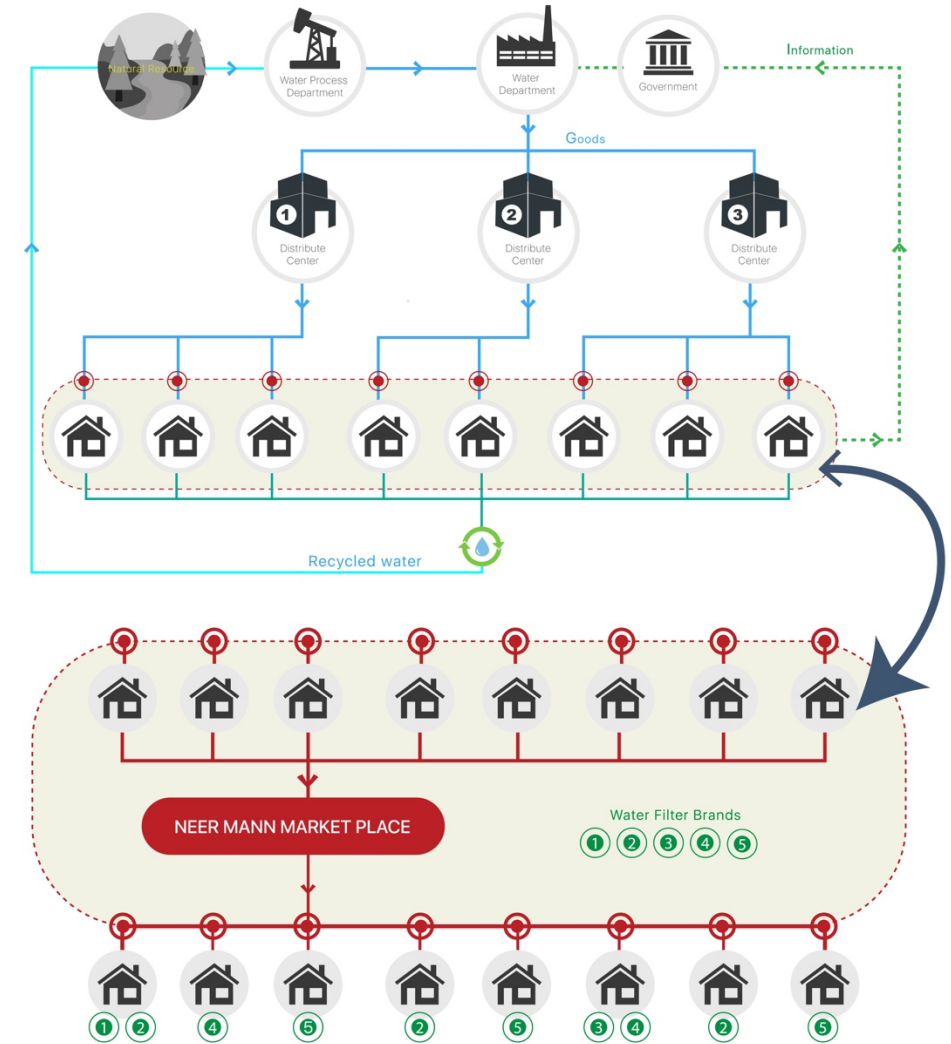 Natural Resource
Water Process
Department
Water
Department
Government
Information
Goods
1
Distribute
Center
2
Distribute
Center
3
Distribute
Center
Recycled water
NEER MANN MARKET PLACE
Water Filter Brands
1 2 3 4 5
1 2 4 5 2 5 3 4 2 5